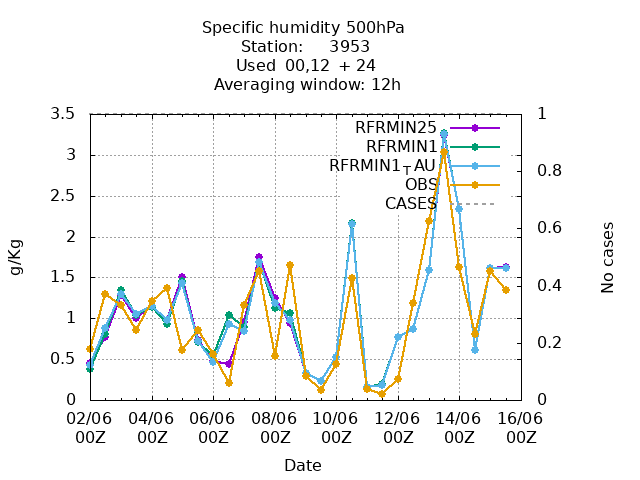 Specific humidity 500hPa
Station: 3953
Used 00,12 + 24
Averaging window: 12h
3.5
3
2.5
2
1.5
1
0.5
0
1
0.8
0.6
0.4
0.2
0
RFRMIN25
RFRMIN1
RFRMIN1TAU
OBS
CASES
g/Kg
No cases
02/06 04/06 06/06 08/06 10/06 12/06 14/06 16/06
00Z 00Z 00Z 00Z 00Z 00Z 00Z 00Z
Date